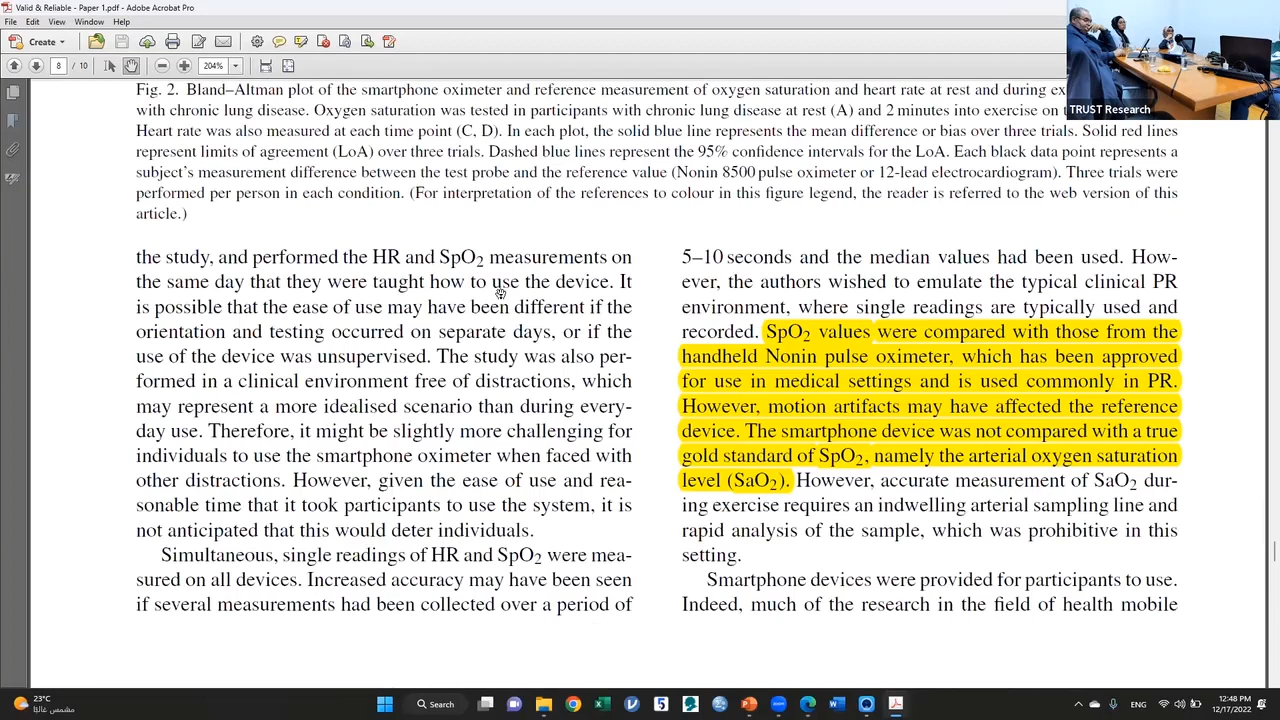 Valid & Reliable - Paper 1.pdf - Adobe Acrobat Pro
File Edit View Window Help
Create
8 / 10
204%
TRUST Research
Fig. 2. Bland–Altman plot of the smartphone oximeter and reference measurement of oxygen saturation and heart rate at rest and during
with chronic lung disease. Oxygen saturation was tested in participants with chronic lung disease at rest (A) and 2 minutes into exercise on
Heart rate was also measured at each time point (C, D). In each plot, the solid blue line represents the mean difference or bias over three trials. Solid red lines
represent limits of agreement (LoA) over three trials. Dashed blue lines represent the 95% confidence intervals for the LoA. Each black data point represents a
subject's measurement difference between the test probe and the reference value (Nonin 8500 pulse oximeter or 12-lead electrocardiogram). Three trials were
performed per person in each condition. (For interpretation of the references to colour in this figure legend, the reader is referred to the web version of this
article.)
the study, and performed the HR and SpO2 measurements on
the same day that they were taught how to use the device. It
is possible that the ease of use may have been different if the
orientation and testing occurred on separate days, or if the
use of the device was unsupervised. The study was also per-
formed in a clinical environment free of distractions, which
may represent a more idealised scenario than during every-
day use. Therefore, it might be slightly more challenging for
individuals to use the smartphone oximeter when faced with
other distractions. However, given the ease of use and rea-
sonable time that it took participants to use the system, it is
not anticipated that this would deter individuals.
Simultaneous, single readings of HR and SpO2 were mea-
sured on all devices. Increased accuracy may have been seen
if several measurements had been collected over a period of
5–10 seconds and the median values had been used. How-
ever, the authors wished to emulate the typical clinical PR
environment, where single readings are typically used and
recorded. SpO2 values were compared with those from the
handheld Nonin pulse oximeter, which has been approved
for use in medical settings and is used commonly in PR.
However, motion artifacts may have affected the reference
device. The smartphone device was not compared with a true
gold standard of SpO2, namely the arterial oxygen saturation
level (SaO2). However, accurate measurement of SaO2 dur-
ing exercise requires an indwelling arterial sampling line and
rapid analysis of the sample, which was prohibitive in this
setting.
Smartphone devices were provided for participants to use.
Indeed, much of the research in the field of health mobile
23°C
مشمس غالبًا
Search
ENG
12:48 PM
12/17/2022